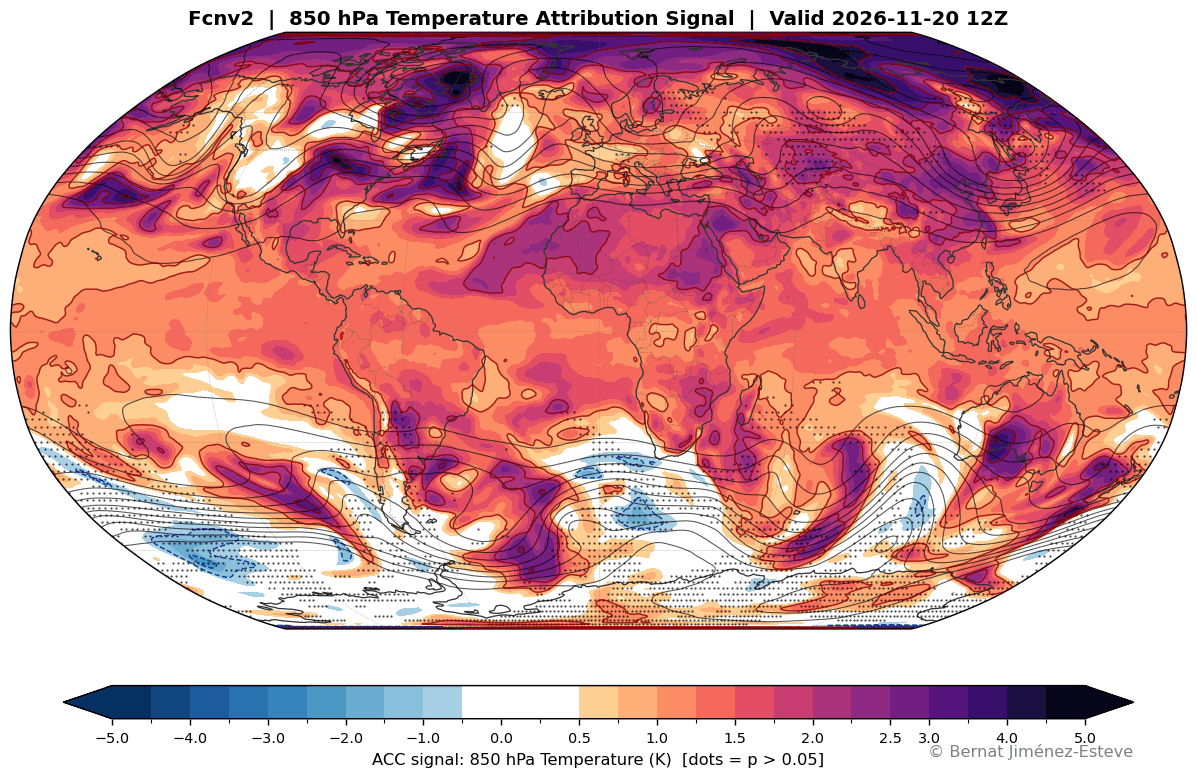 Fcnv2  |  850 hPa Temperature Attribution Signal  |  Valid 2026-11-20 12Z
−5.0 −4.0 −3.0 −2.0 −1.0 0.0 0.5 1.0 1.5 2.0 2.5 3.0 4.0 5.0
ACC signal: 850 hPa Temperature (K)  [dots = p > 0.05]
© Bernat Jiménez-Esteve